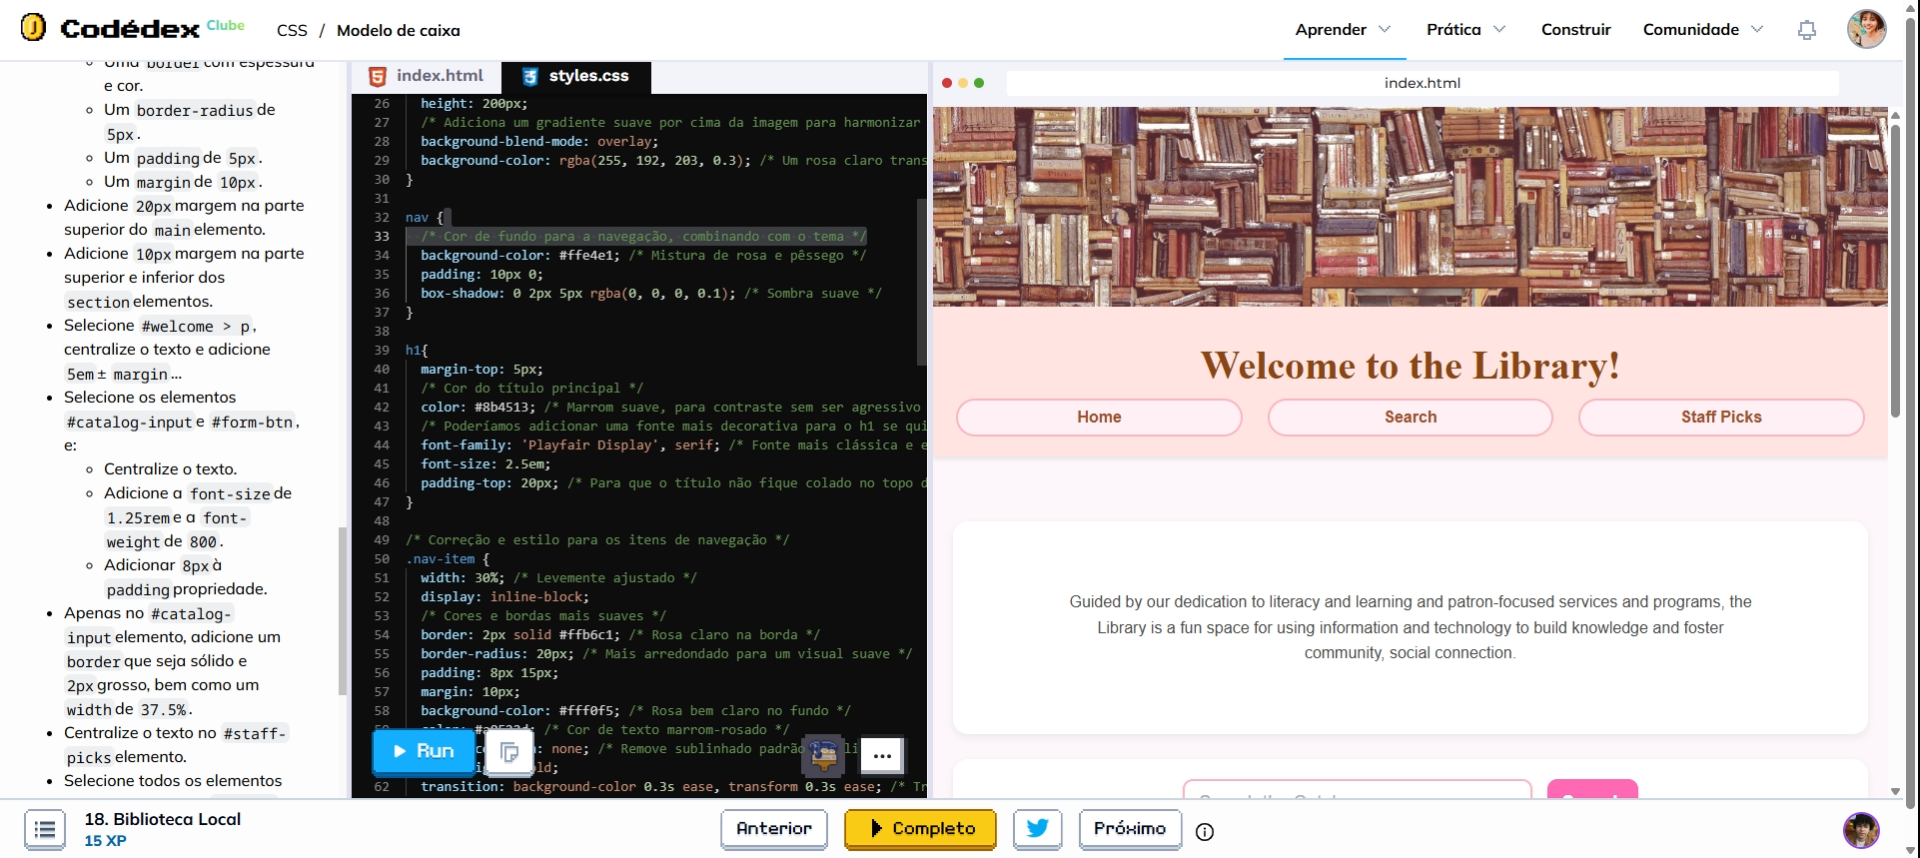 Codédex Clube
CSS / Modelo de caixa
Aprender
Prática
Construir
Comunidade
Uma border com espessura
e cor.
Um border-radius de
5px.
Um padding de 5px.
Um margin de 10px.
Adicione 20px margem na parte
superior do main elemento.
Adicione 10px margem na parte
superior e inferior dos
section elementos.
Selecione #welcome > p,
centralize o texto e adicione
5em ± margin...
Selecione os elementos
#catalog-input e #form-btn,
e:
Centralize o texto.
Adicione a font-size de
1.25rem e a font-
weight de 800.
Adicionar 8px à
padding propriedade.
Apenas no #catalog-
input elemento, adicione um
border que seja sólido e
2px grosso, bem como um
width de 37.5%.
Centralize o texto no #staff-
picks elemento.
Selecione todos os elementos
index.html
styles.css
26 height: 200px;
27 /* Adiciona um gradiente suave por cima da imagem para harmonizar
28 background-blend-mode: overlay;
29 background-color: rgba(255, 192, 203, 0.3); /* Um rosa claro trans
30 }
31
32 nav {
33 /* Cor de fundo para a navegação, combinando com o tema */
34 background-color: #ffe4e1; /* Mistura de rosa e pêssego */
35 padding: 10px 0;
36 box-shadow: 0 2px 5px rgba(0, 0, 0, 0.1); /* Sombra suave */
37 }
38
39 h1{
40 margin-top: 5px;
41 /* Cor do título principal */
42 color: #8b4513; /* Marrom suave, para contraste sem ser agressivo
43 /* Poderíamos adicionar uma fonte mais decorativa para o h1 se qui
44 font-family: 'Playfair Display', serif; /* Fonte mais clássica e e
45 font-size: 2.5em;
46 padding-top: 20px; /* Para que o título não fique colado no topo d
47 }
48
49 /* Correção e estilo para os itens de navegação */
50 .nav-item {
51 width: 30%; /* Levemente ajustado */
52 display: inline-block;
53 /* Cores e bordas mais suaves */
54 border: 2px solid #ffb6c1; /* Rosa claro na borda */
55 border-radius: 20px; /* Mais arredondado para um visual suave */
56 padding: 8px 15px;
57 margin: 10px;
58 background-color: #fff0f5; /* Rosa bem claro no fundo */
/* Cor de texto marrom-rosado */
: none; /* Remove sublinhado padrão
62 transition: background-color 0.3s ease, transform 0.3s ease; /* Tr
Run
...
index.html
Welcome to the Library!
Home
Search
Staff Picks
Guided by our dedication to literacy and learning and patron-focused services and programs, the
Library is a fun space for using information and technology to build knowledge and foster
community, social connection.
18. Biblioteca Local
15 XP
Anterior
Completo
Próximo